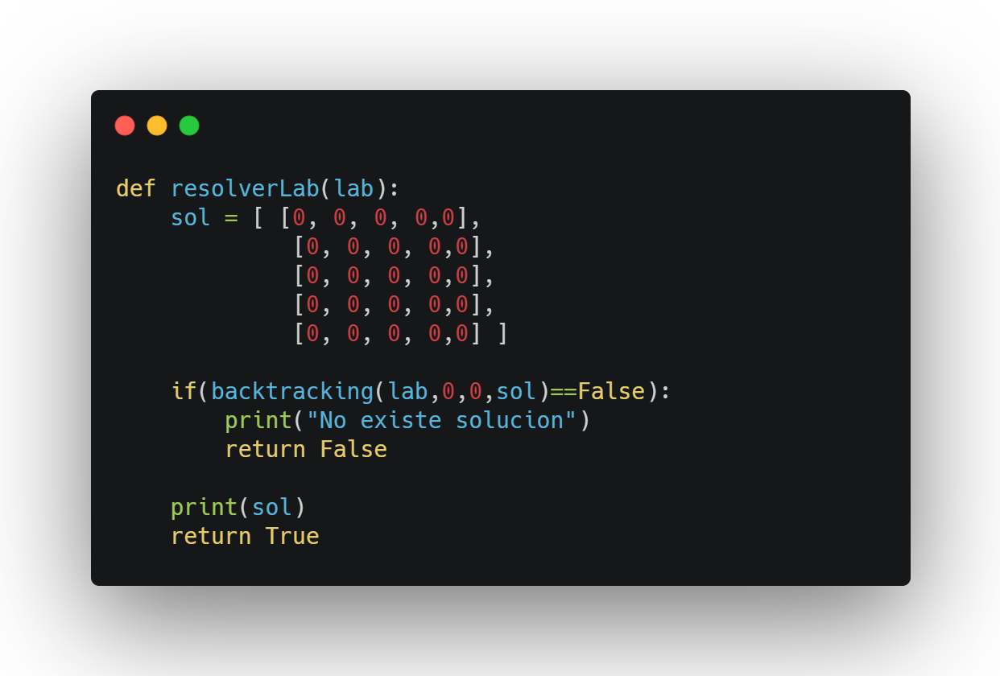 def resolverLab(lab):
    sol = [ [0, 0, 0, 0,0],
             [0, 0, 0, 0,0],
             [0, 0, 0, 0,0],
             [0, 0, 0, 0,0],
             [0, 0, 0, 0,0] ]

    if(backtracking(lab,0,0,sol)==False):
        print("No existe solucion")
        return False

    print(sol)
    return True